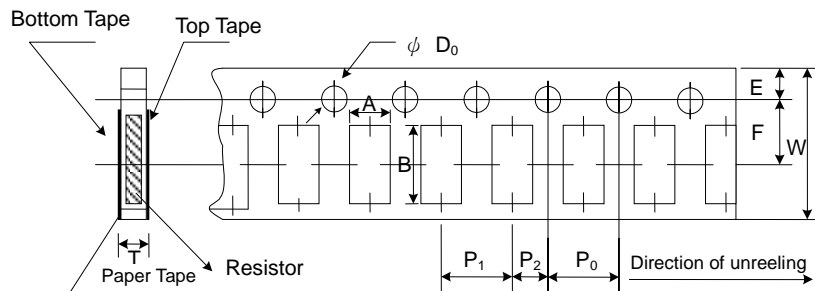 Bottom Tape
Top Tape
ψ D₀
A
E
F
B
W
T
Paper Tape
Resistor
P₁
P₂
P₀
Direction of unreeling